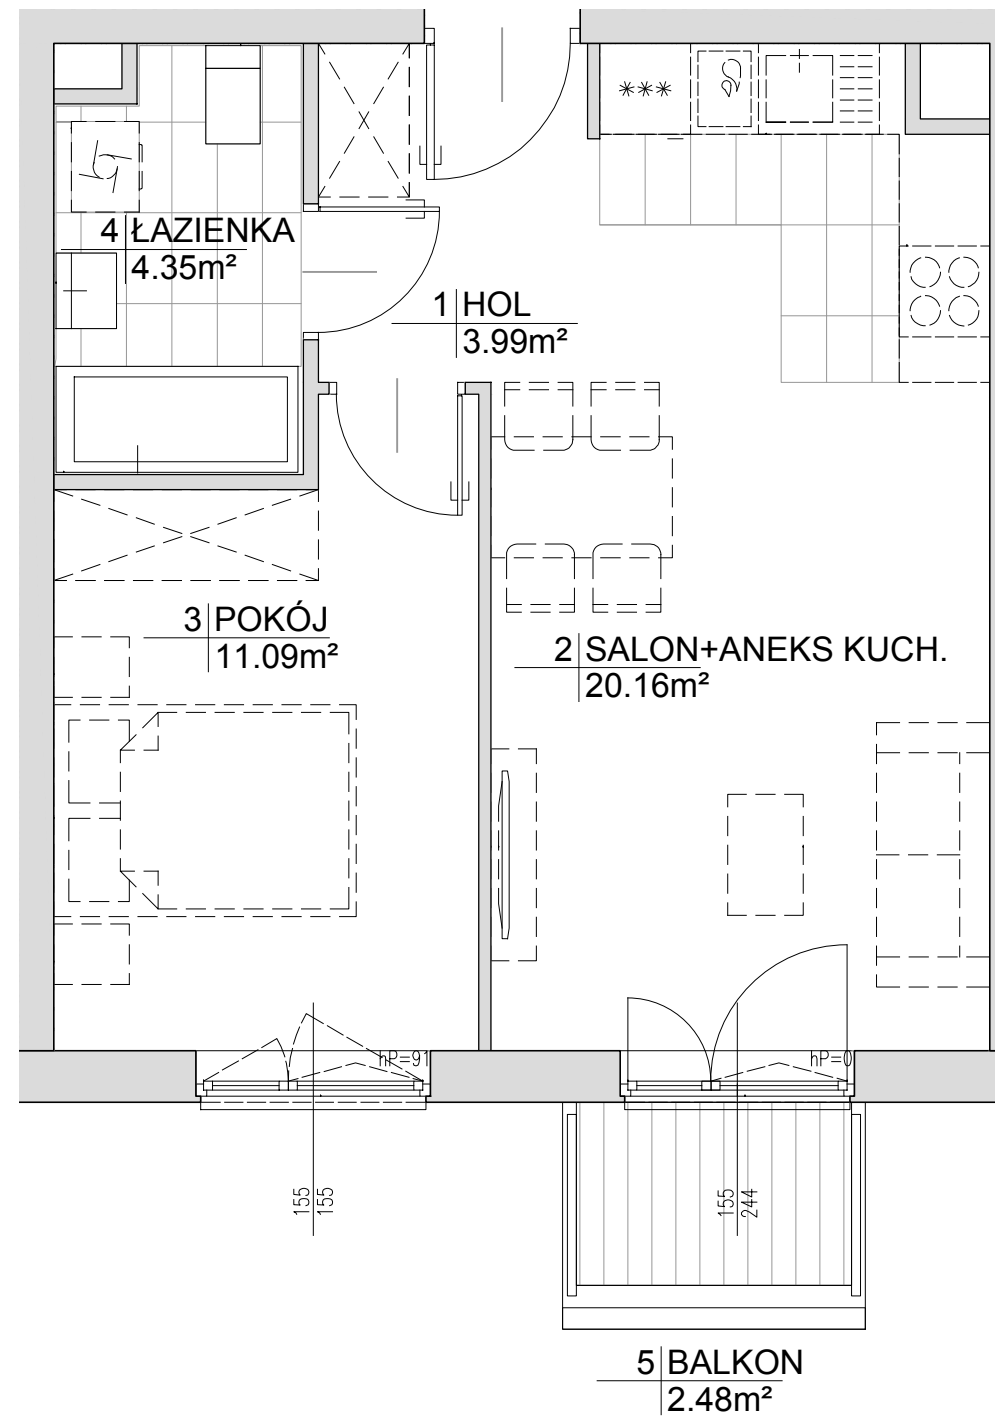 ***
4 ŁAZIENKA
4.35m²
1 HOL
3.99m²
3 POKÓJ
11.09m²
2 SALON+ANEKS KUCH.
20.16m²
hP=91
hP=0
155
155
155
244
5 BALKON
2.48m²